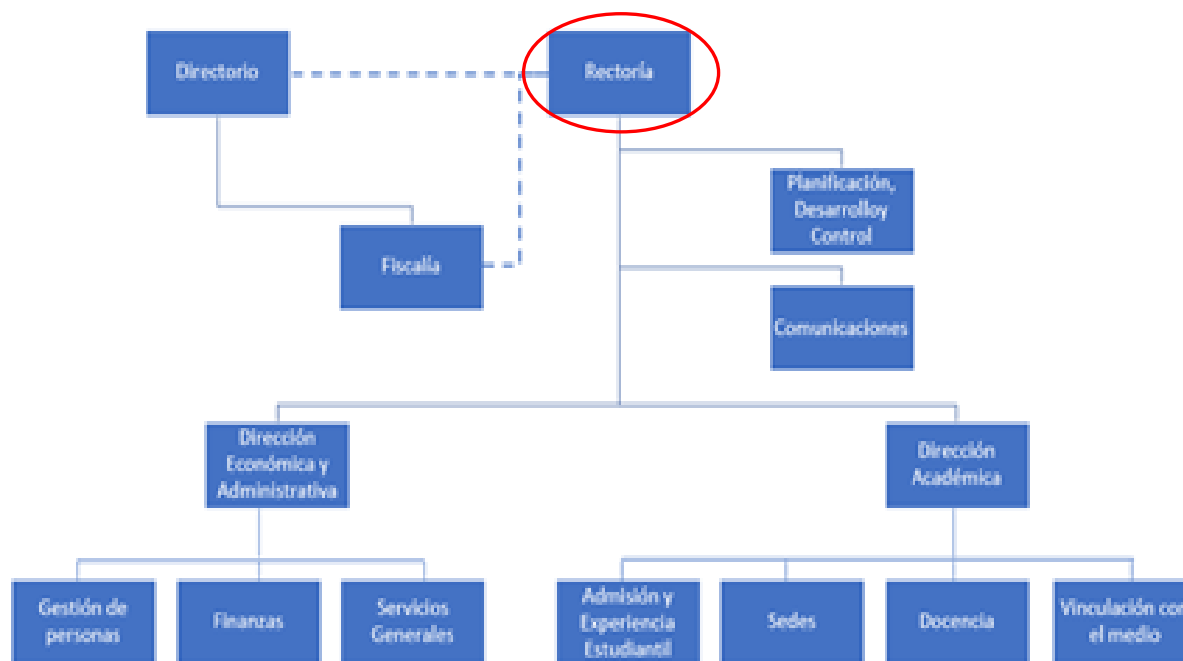 Directorio
Rectoría
Planificación,
Desarrolloy
Control
Fiscalía
Comunicaciones
Dirección
Económica y
Administrativa
Dirección
Académica
Gestión de
personas
Finanzas
Servicios
Generales
Admisión y
Experiencia
Estudiantil
Sedes
Docencia
Vinculación con
el medio